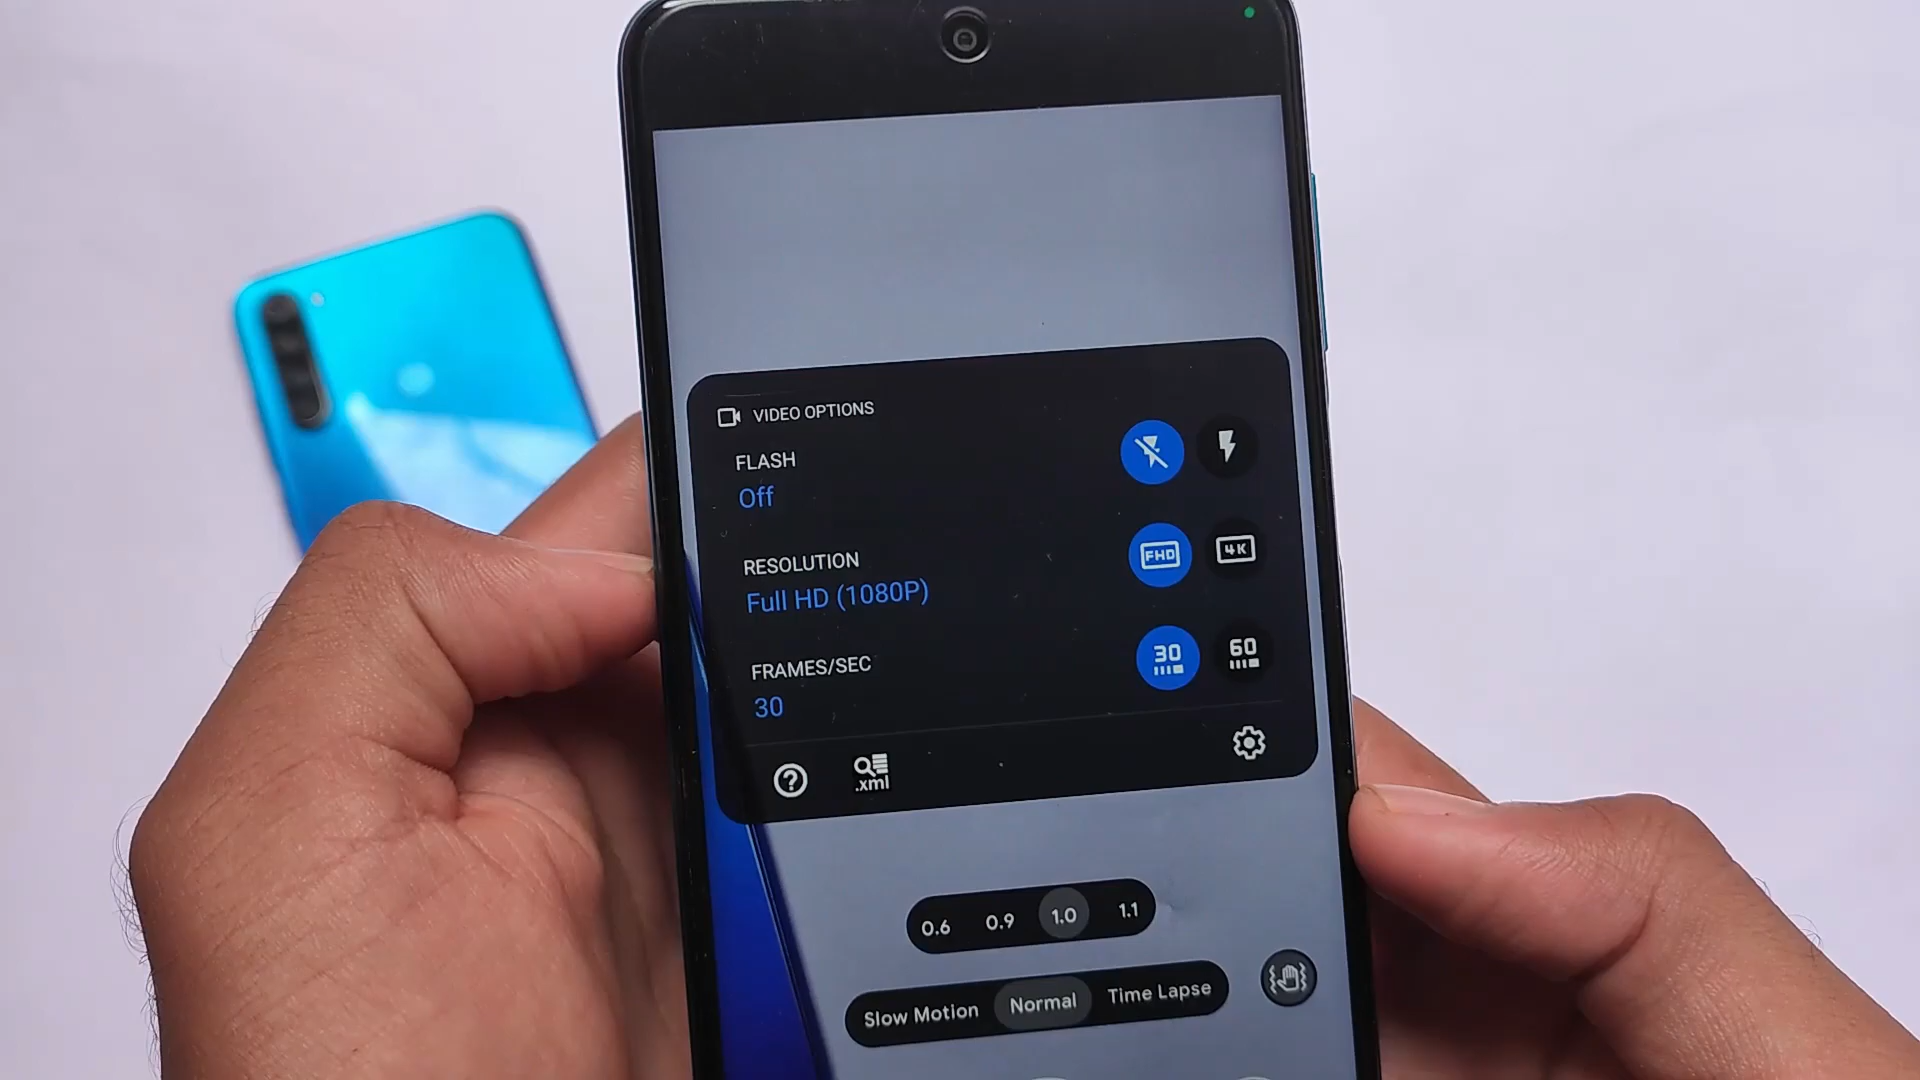 VIDEO OPTIONS
FLASH
Off
RESOLUTION
Full HD (1080P)
FHD
4K
FRAMES/SEC
30
30
60
.xml
0.6 0.9 1.0 1.1
Slow Motion Normal Time Lapse